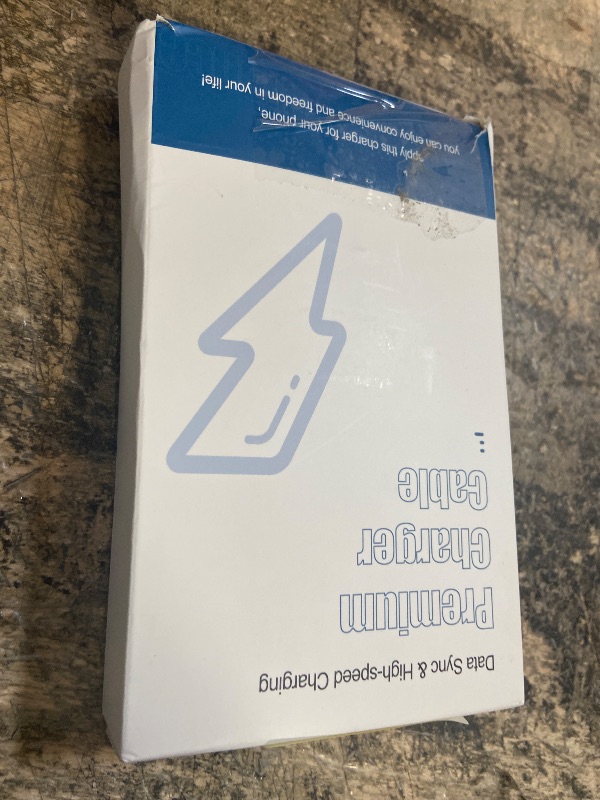 Data Sync & High-speed Charging
Premium
Charger
Cable
apply this charger for your phone,
you can enjoy convenience and freedom in your life!